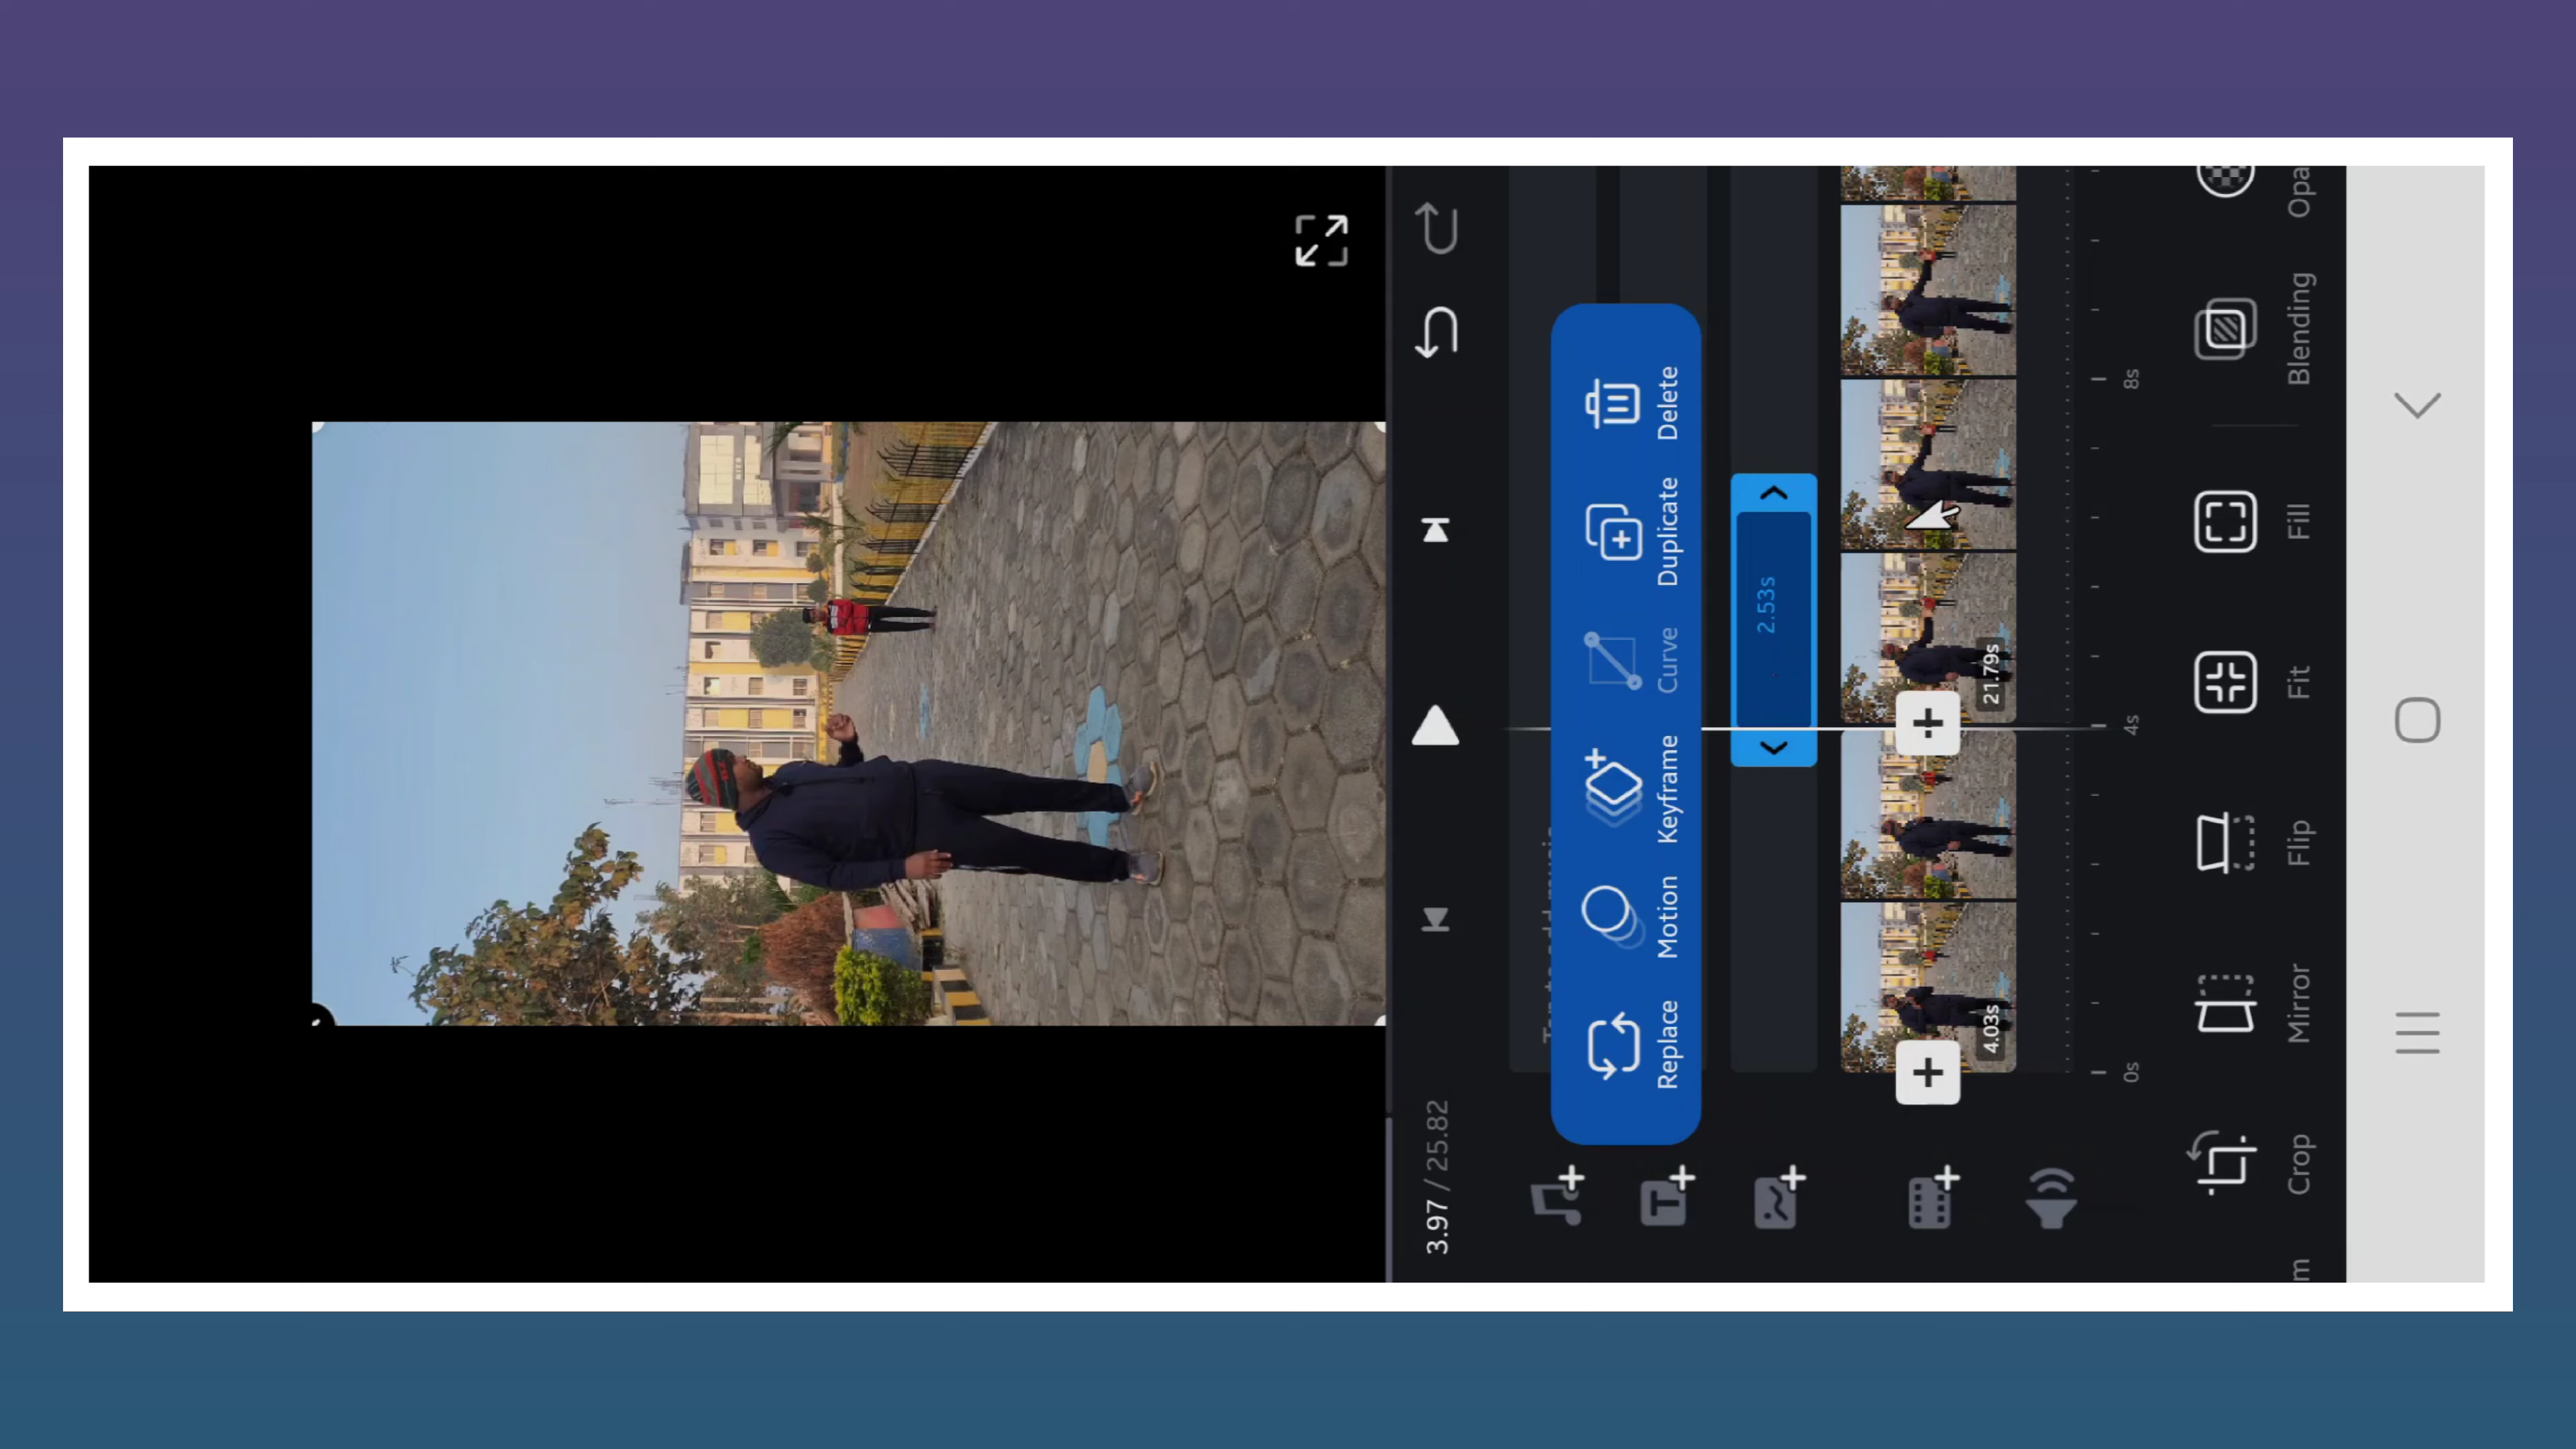 3.97 / 25.82
Replace
Motion
Keyframe
Curve
Duplicate
Delete
2.53s
4.03s
21.79s
0s
4s
8s
m
Crop
Mirror
Flip
Fit
Fill
Blending
Opa